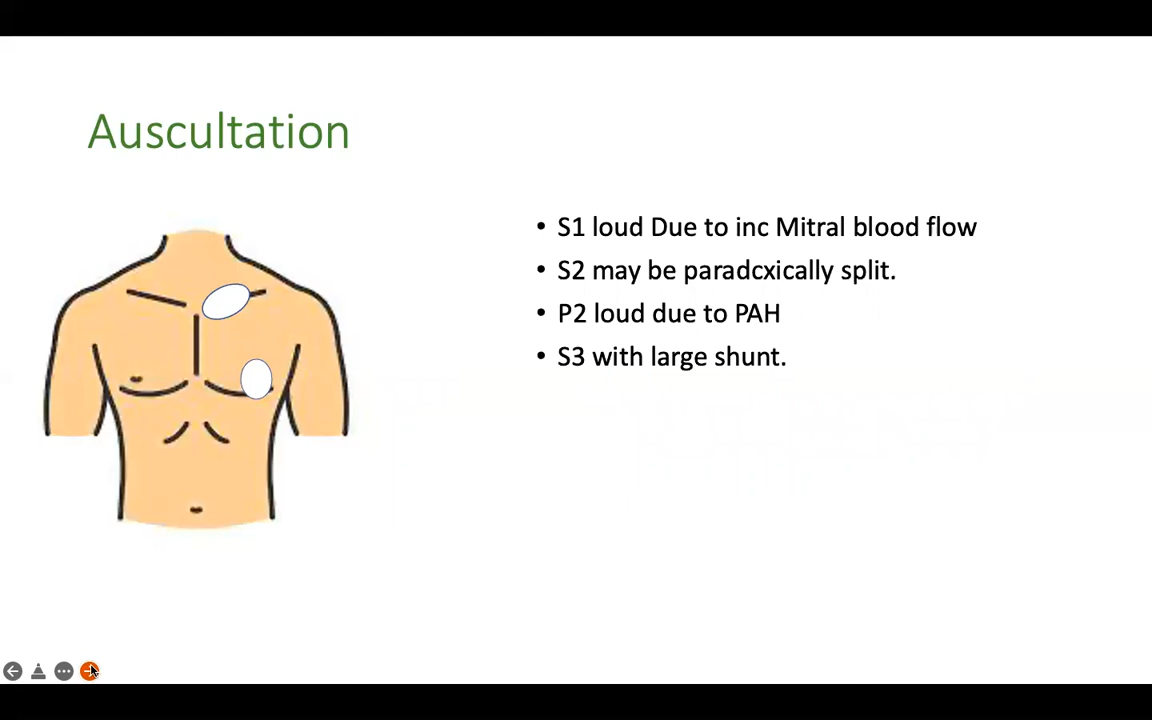 Auscultation
• S1 loud Due to inc Mitral blood flow
• S2 may be paradcxically split.
• P2 loud due to PAH
• S3 with large shunt.